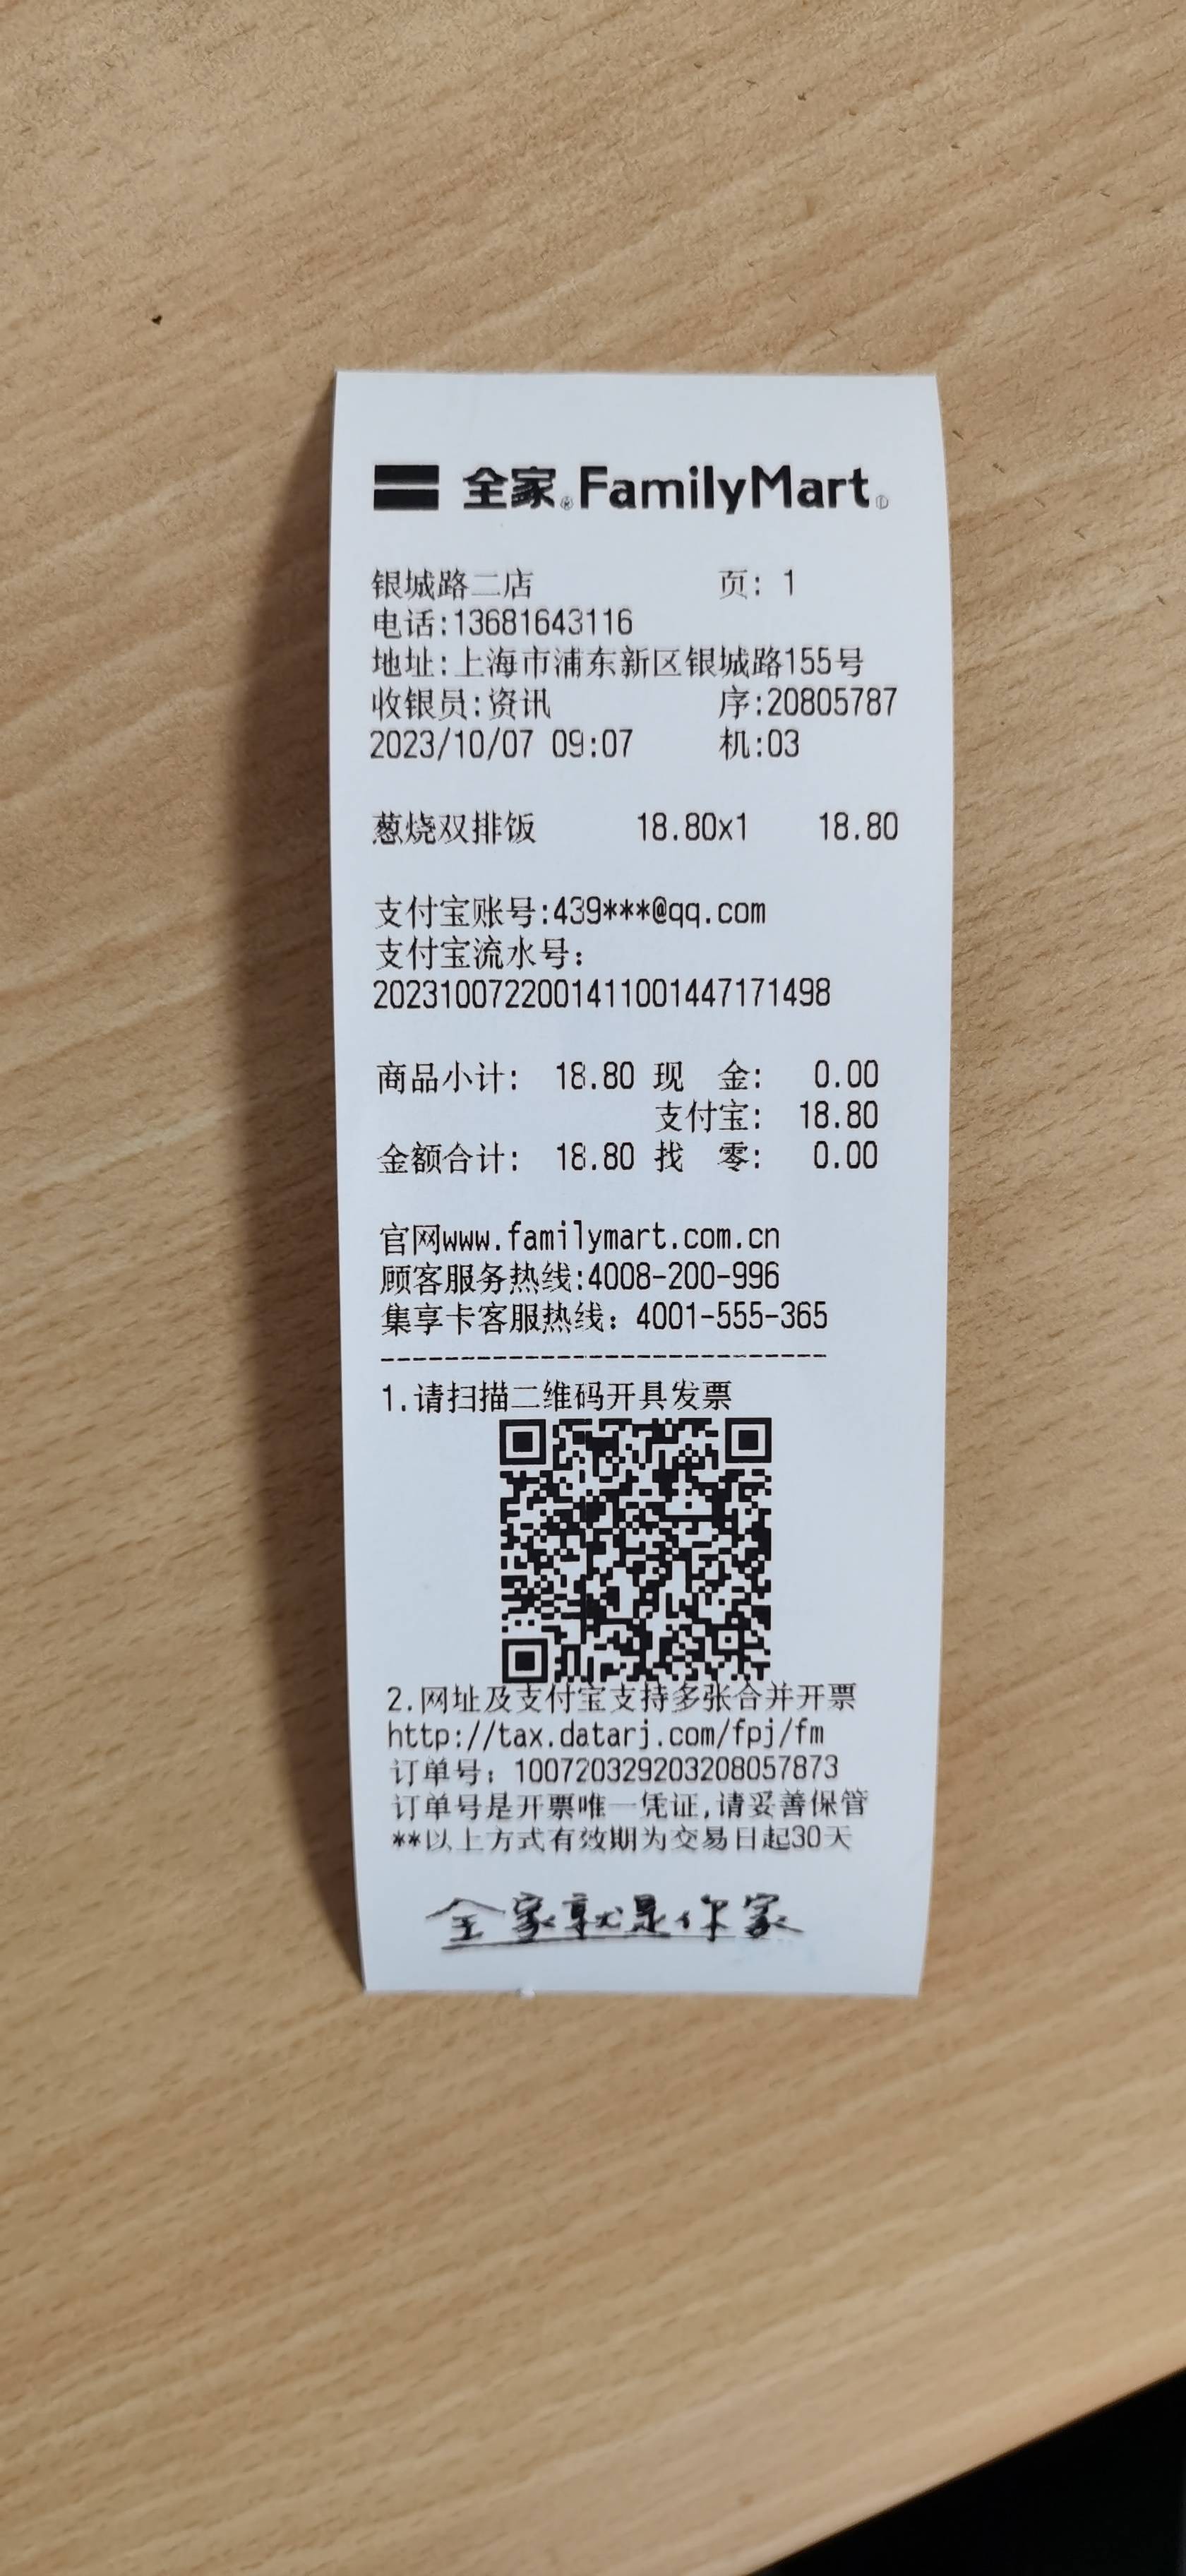 全家®FamilyMart®
银城路二店 页: 1
电话:13681643116
地址:上海市浦东新区银城路155号
收银员:资讯 序:20805787
2023/10/07 09:07 机:03
葱烧双排饭 18.80x1 18.80
支付宝账号:439***@qq.com
支付宝流水号:
2023100722001411001447171498
商品小计: 18.80 现 金: 0.00
支付宝: 18.80
金额合计: 18.80 找 零: 0.00
官网www.familymart.com.cn
顾客服务热线:4008-200-996
集享卡客服热线: 4001-555-365
1.请扫描二维码开具发票
2.网址及支付宝支持多张合并开票
http://tax.datarj.com/fpj/fm
订单号: 100720329203208057873
订单号是开票唯一凭证,请妥善保管
**以上方式有效期为交易日起30天
全家就是你家